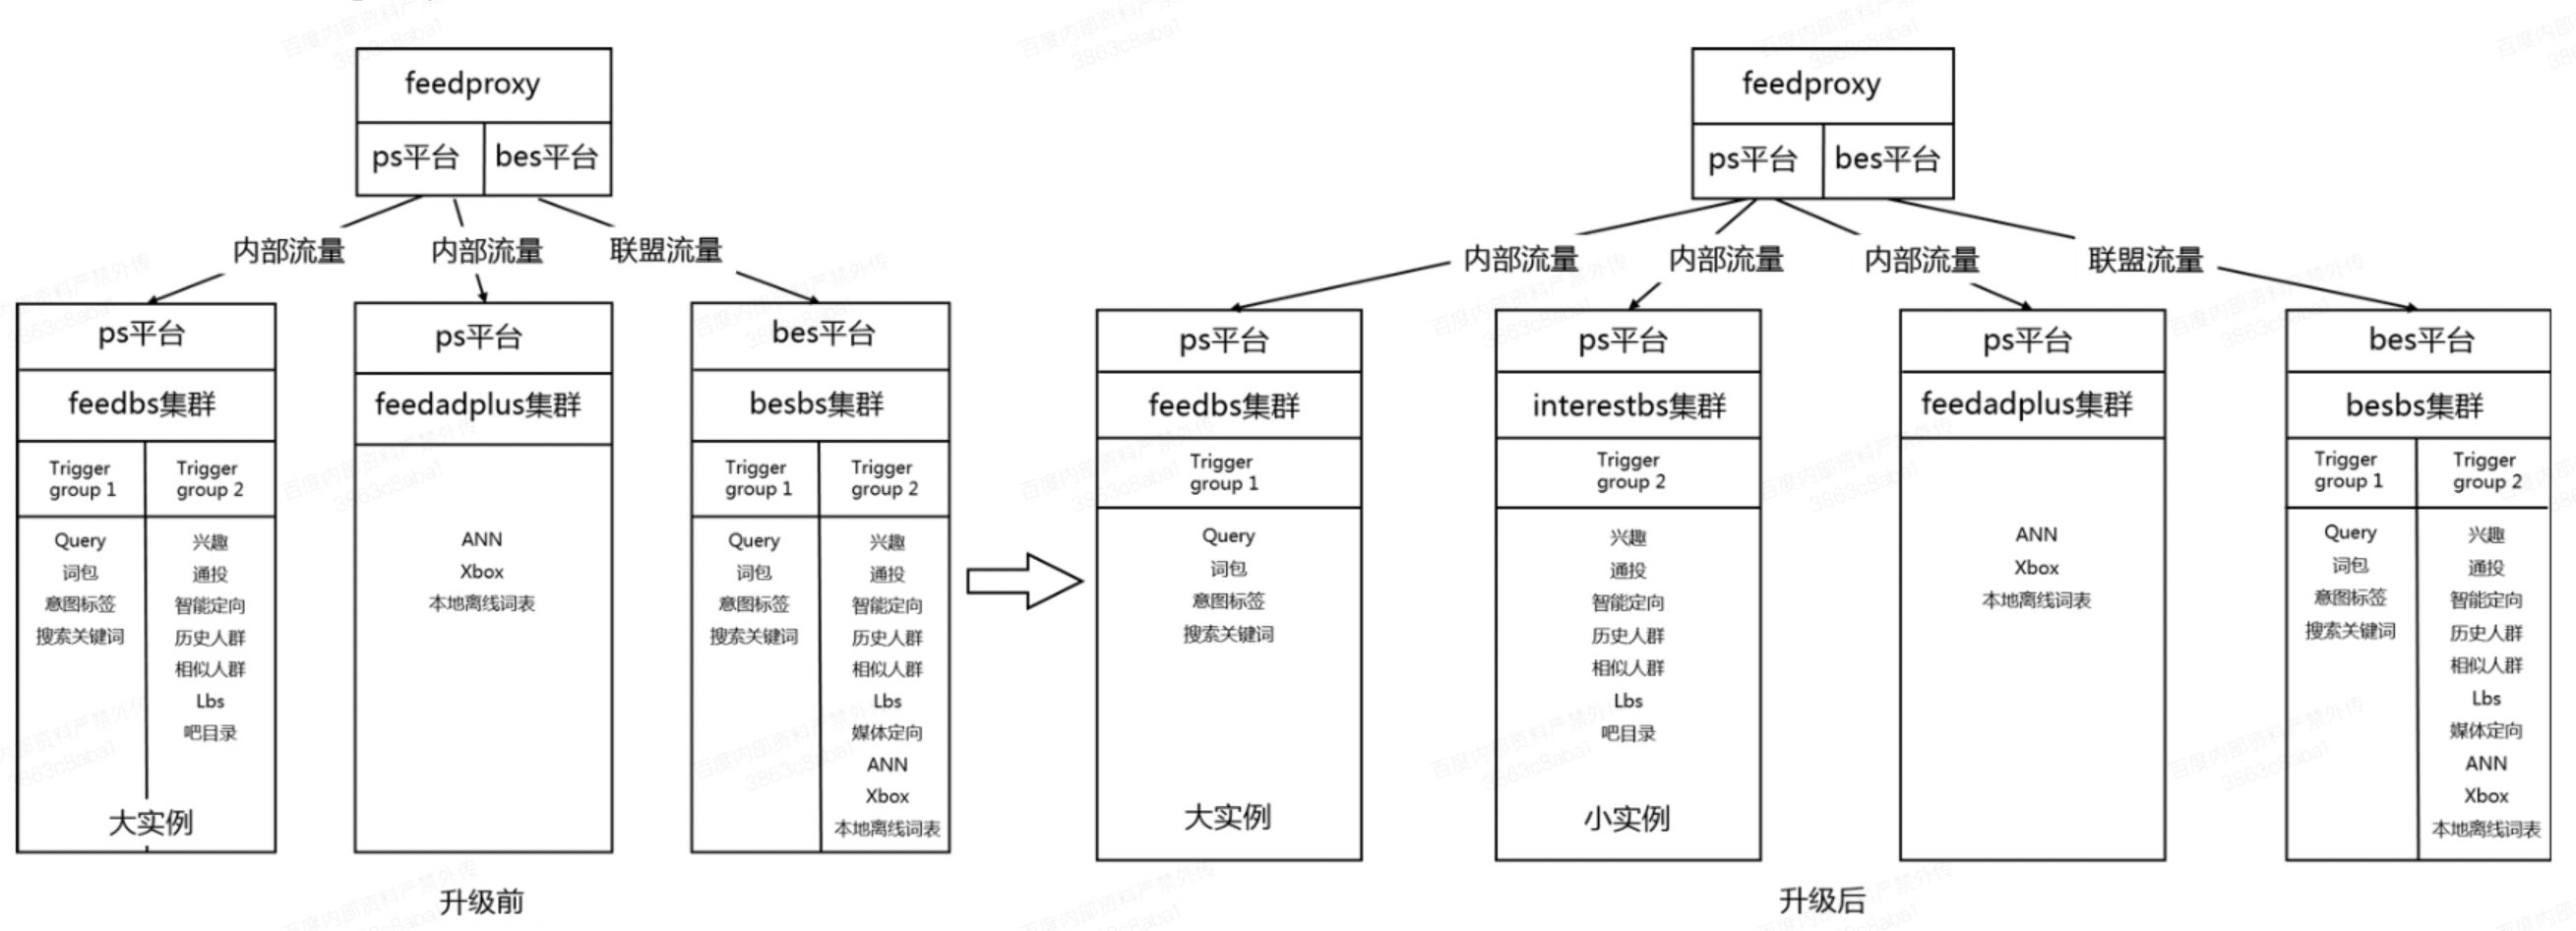 feedproxy
ps平台
bes平台
内部流量
内部流量
联盟流量
ps平台
feedbs集群
Trigger
group 1
Trigger
group 2
Query
词包
意图标签
搜索关键词
兴趣
通投
智能定向
历史人群
相似人群
Lbs
吧目录
大实例
ps平台
feedadplus集群
ANN
Xbox
本地离线词表
bes平台
besbs集群
Trigger
group 1
Trigger
group 2
Query
词包
意图标签
搜索关键词
兴趣
通投
智能定向
历史人群
相似人群
Lbs
媒体定向
ANN
Xbox
本地离线词表
升级前
feedproxy
ps平台
bes平台
内部流量
内部流量
内部流量
联盟流量
ps平台
feedbs集群
Trigger
group 1
Query
词包
意图标签
搜索关键词
大实例
ps平台
interestbs集群
Trigger
group 2
兴趣
通投
智能定向
历史人群
相似人群
Lbs
吧目录
小实例
ps平台
feedadplus集群
ANN
Xbox
本地离线词表
bes平台
besbs集群
Trigger
group 1
Trigger
group 2
Query
词包
意图标签
搜索关键词
兴趣
通投
智能定向
历史人群
相似人群
Lbs
媒体定向
ANN
Xbox
本地离线词表
升级后
百度内部资料严禁外传
3863c8aba1